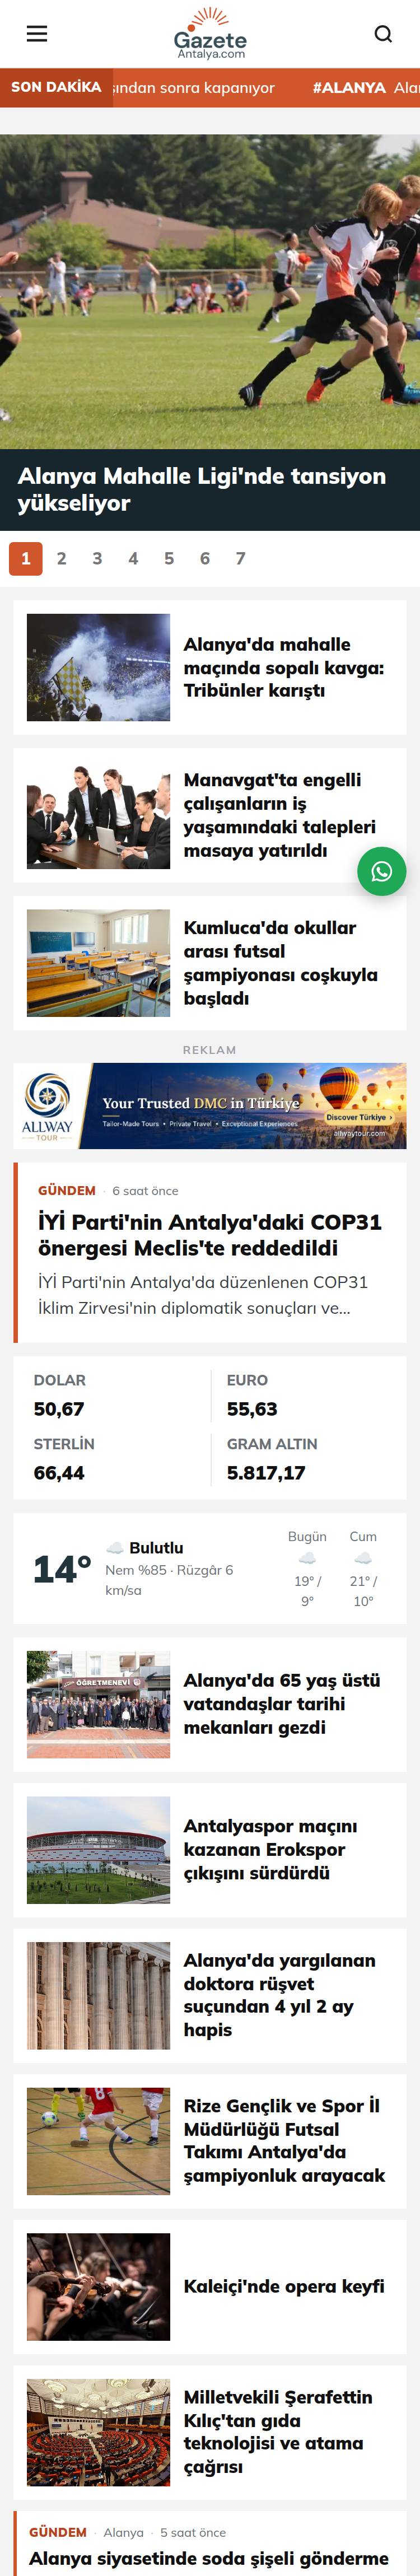 Gazete
Antalya.com
SON DAKİKA
ından sonra kapanıyor
#ALANYA
Alan
Alanya Mahalle Ligi'nde tansiyon
yükseliyor
1 2 3 4 5 6 7
Alanya'da mahalle
maçında sopalı kavga:
Tribünler karıştı
Manavgat'ta engelli
çalışanların iş
yaşamındaki talepleri
masaya yatırıldı
Kumluca'da okullar
arası futsal
şampiyonası coşkuyla
başladı
REKLAM
ALLWAY
TOUR
Your Trusted DMC in Türkiye
Tailor-Made Tours • Private Travel • Exceptional Experiences
Discover Türkiye ›
allwaytour.com
GÜNDEM · 6 saat önce
İYİ Parti'nin Antalya'daki COP31
önergesi Meclis'te reddedildi
İYİ Parti'nin Antalya'da düzenlenen COP31
İklim Zirvesi'nin diplomatik sonuçları ve...
DOLAR
50,67
EURO
55,63
STERLİN
66,44
GRAM ALTIN
5.817,17
14°
Bulutlu
Nem %85 · Rüzgâr 6
km/sa
Bugün
19° /
9°
Cum
21° /
10°
ÖĞRETMENEVİ
Alanya'da 65 yaş üstü
vatandaşlar tarihi
mekanları gezdi
Antalyaspor maçını
kazanan Erokspor
çıkışını sürdürdü
Alanya'da yargılanan
doktora rüşvet
suçundan 4 yıl 2 ay
hapis
Rize Gençlik ve Spor İl
Müdürlüğü Futsal
Takımı Antalya'da
şampiyonluk arayacak
Kaleiçi'nde opera keyfi
Milletvekili Şerafettin
Kılıç'tan gıda
teknolojisi ve atama
çağrısı
GÜNDEM · Alanya · 5 saat önce
Alanya siyasetinde soda şişeli gönderme